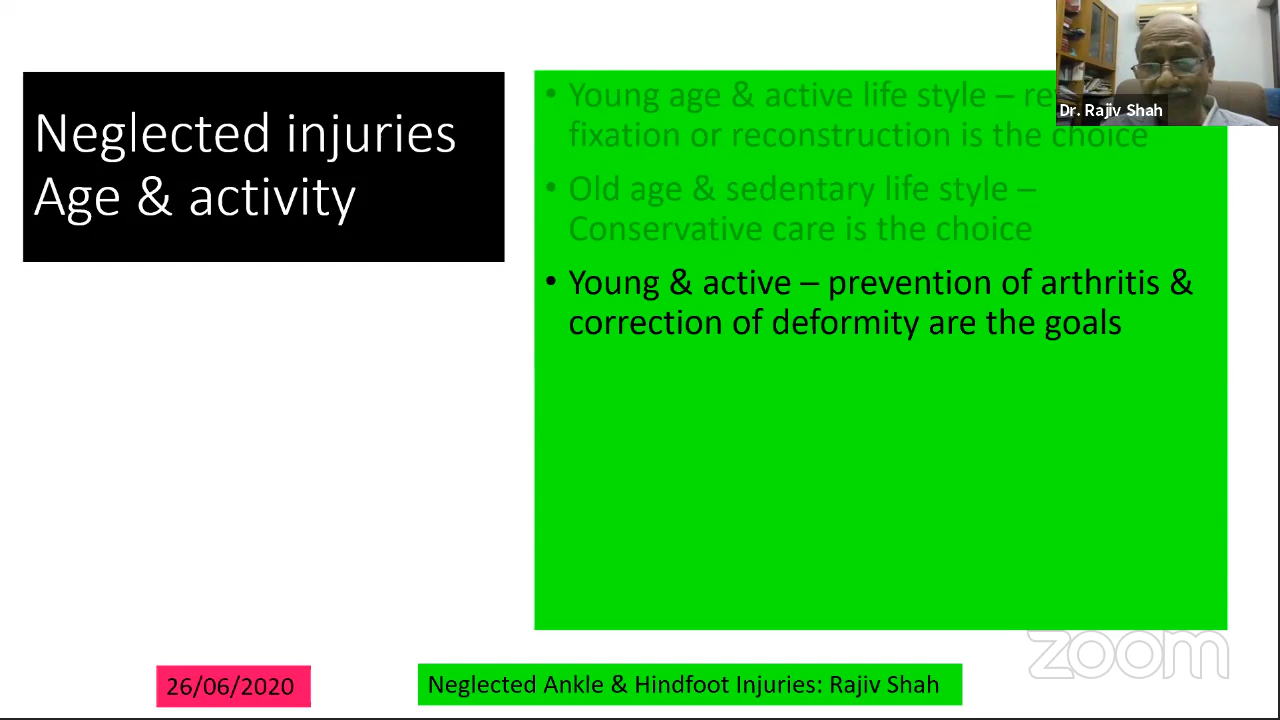 Neglected injuries
Age & activity
• Young age & active life style – re
fixation or reconstruction is the choice
• Old age & sedentary life style –
Conservative care is the choice
• Young & active – prevention of arthritis &
correction of deformity are the goals
Dr. Rajiv Shah
zoom
26/06/2020
Neglected Ankle & Hindfoot Injuries: Rajiv Shah